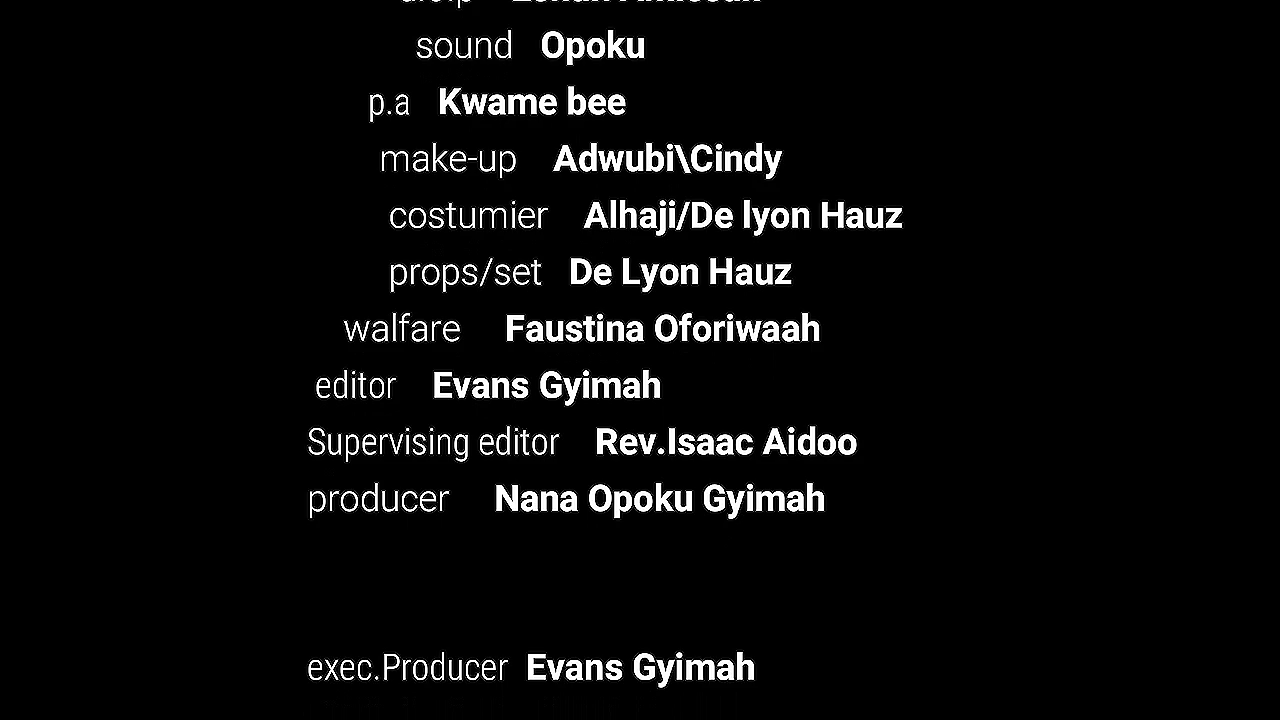 sound Opoku
p.a Kwame bee
make-up Adwubi\Cindy
costumier Alhaji/De lyon Hauz
props/set De Lyon Hauz
walfare Faustina Oforiwaah
editor Evans Gyimah
Supervising editor Rev.Isaac Aidoo
producer Nana Opoku Gyimah
exec.Producer Evans Gyimah